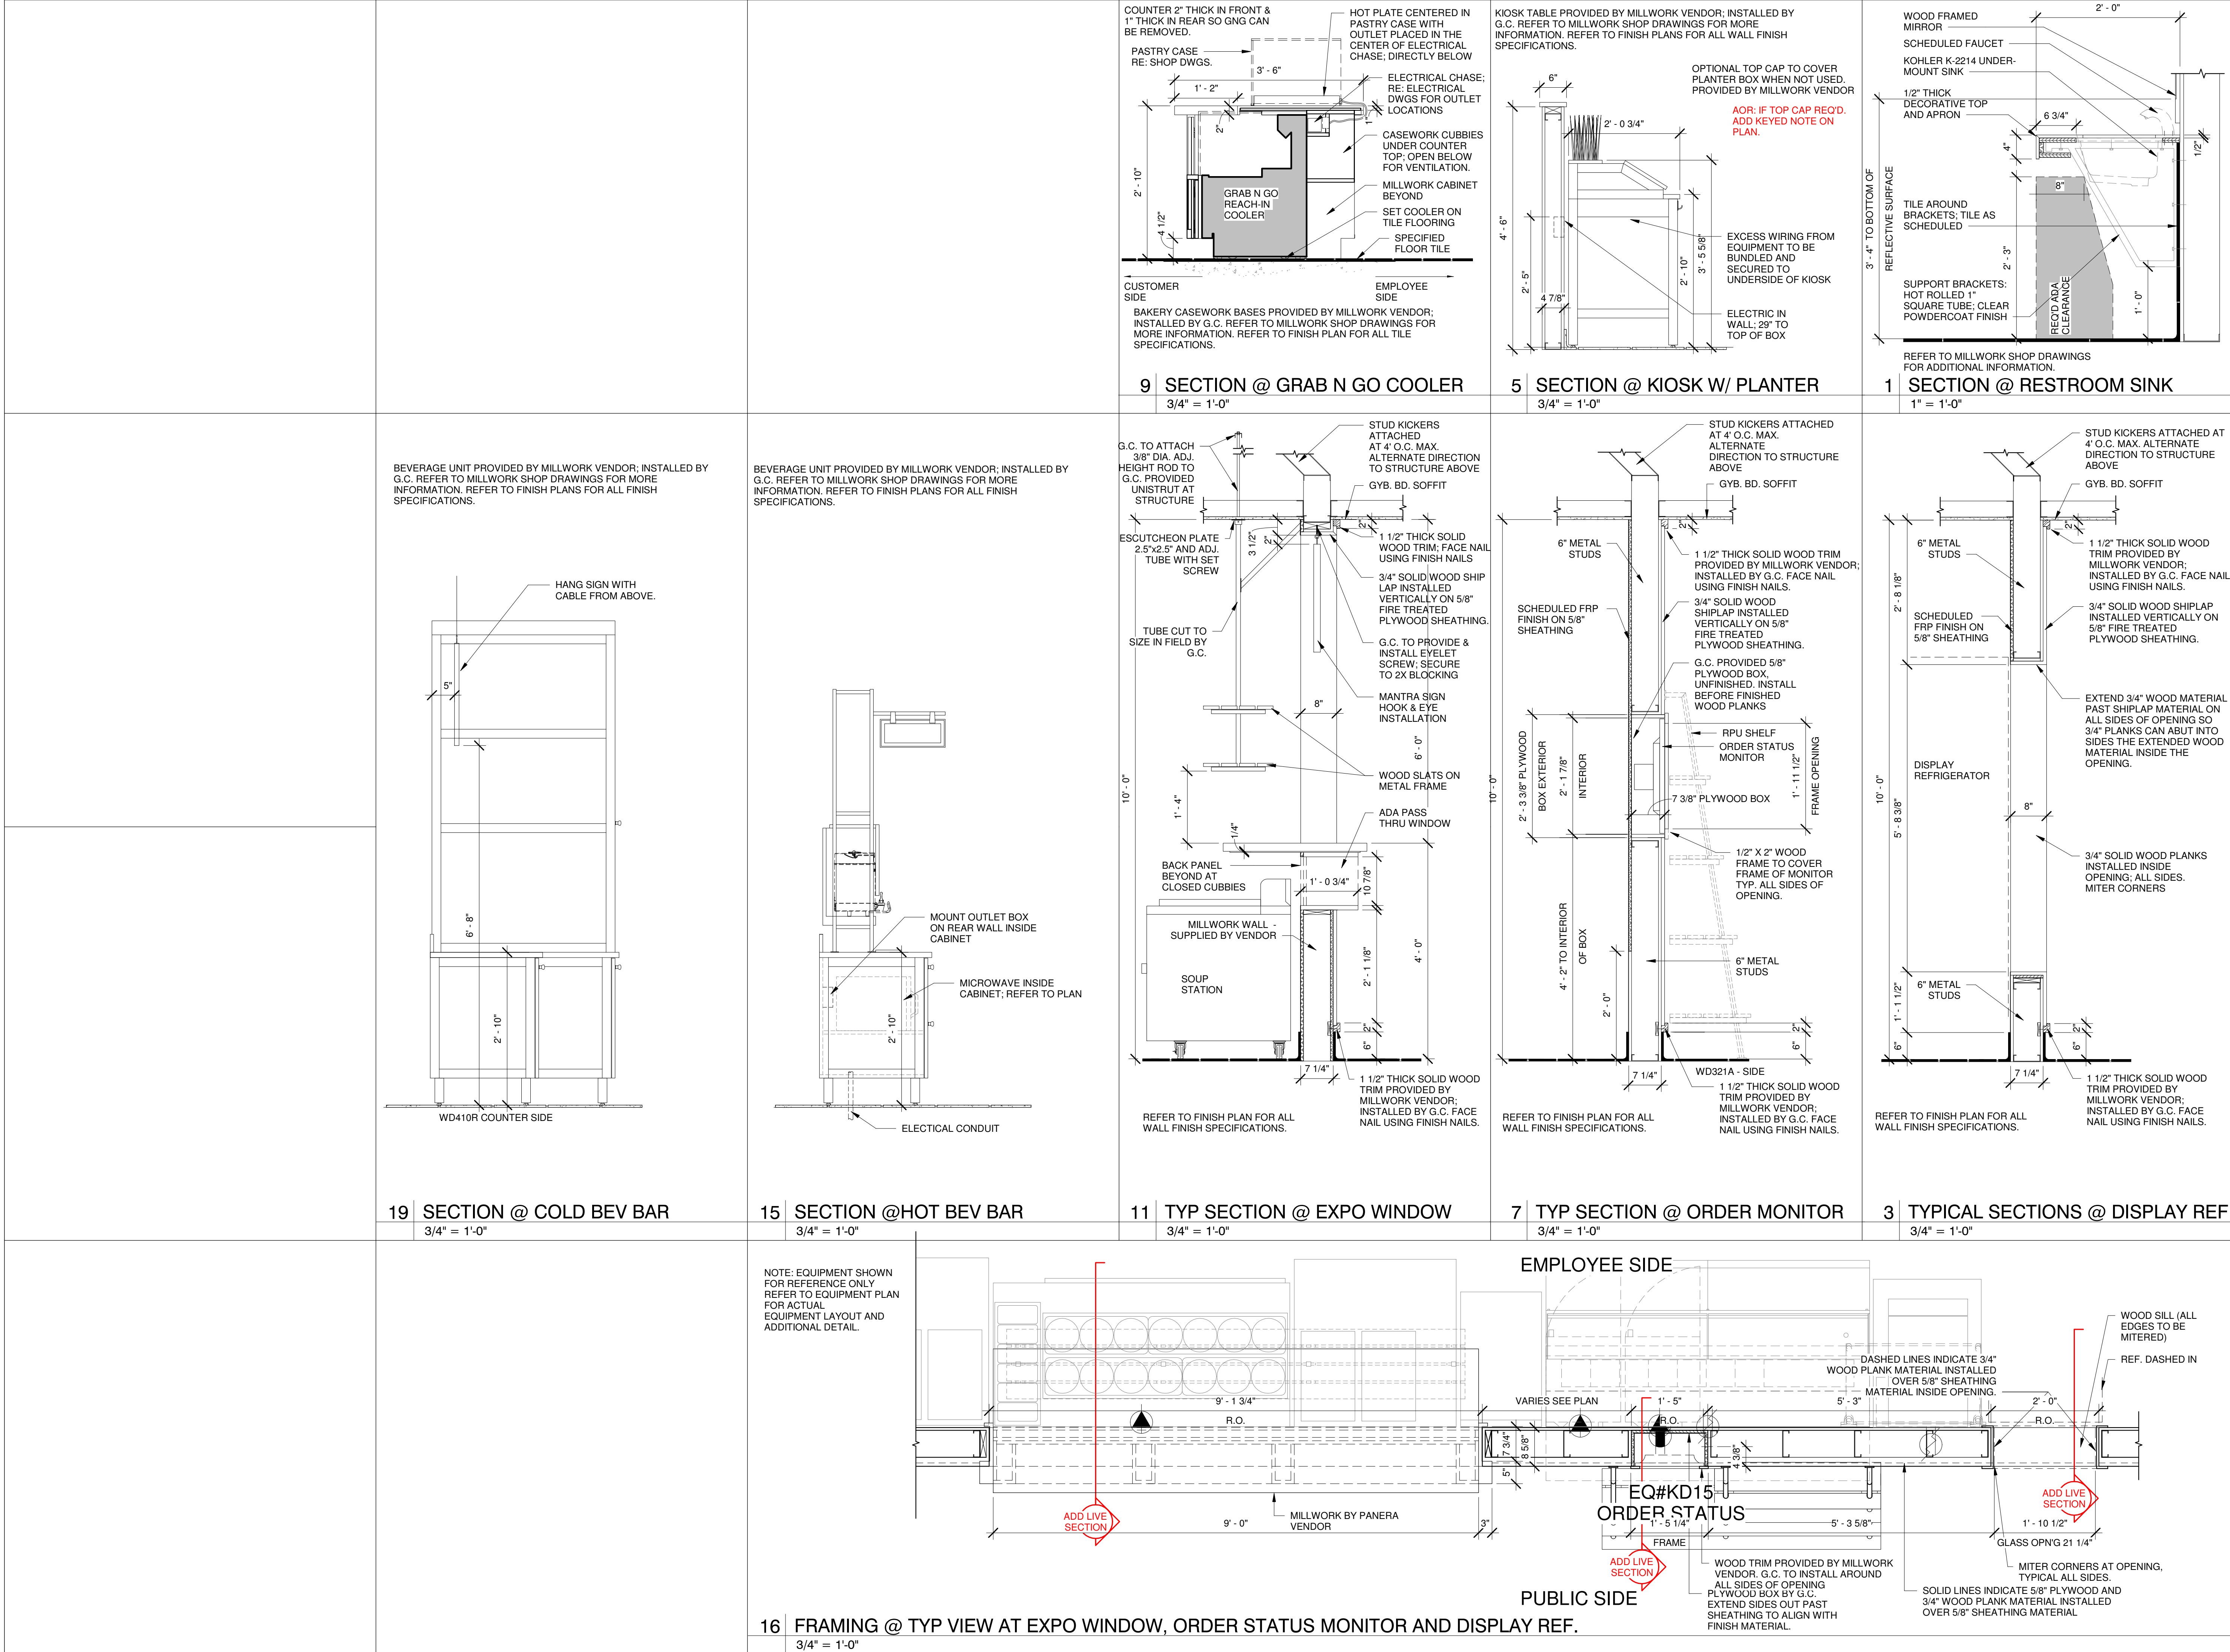 COUNTER 2" THICK IN FRONT &
1" THICK IN REAR SO GNG CAN
BE REMOVED.
PASTRY CASE
RE: SHOP DWGS.
HOT PLATE CENTERED IN
PASTRY CASE WITH
OUTLET PLACED IN THE
CENTER OF ELECTRICAL
CHASE; DIRECTLY BELOW
ELECTRICAL CHASE;
RE: ELECTRICAL
DWGS FOR OUTLET
LOCATIONS
CASEWORK CUBBIES
UNDER COUNTER
TOP; OPEN BELOW
FOR VENTILATION.
MILLWORK CABINET
BEYOND
SET COOLER ON
TILE FLOORING
SPECIFIED
FLOOR TILE
3' - 6"
1' - 2"
2"
1"
2' - 10"
4 1/2"
GRAB N GO
REACH-IN
COOLER
CUSTOMER
SIDE
EMPLOYEE
SIDE
BAKERY CASEWORK BASES PROVIDED BY MILLWORK VENDOR;
INSTALLED BY G.C. REFER TO MILLWORK SHOP DRAWINGS FOR
MORE INFORMATION. REFER TO FINISH PLAN FOR ALL TILE
SPECIFICATIONS.
9 SECTION @ GRAB N GO COOLER
3/4" = 1'-0"
KIOSK TABLE PROVIDED BY MILLWORK VENDOR; INSTALLED BY
G.C. REFER TO MILLWORK SHOP DRAWINGS FOR MORE
INFORMATION. REFER TO FINISH PLANS FOR ALL WALL FINISH
SPECIFICATIONS.
OPTIONAL TOP CAP TO COVER
PLANTER BOX WHEN NOT USED.
PROVIDED BY MILLWORK VENDOR
AOR: IF TOP CAP REQ'D.
ADD KEYED NOTE ON
PLAN.
6"
2' - 0 3/4"
4' - 6"
2' - 5"
4 7/8"
2' - 10"
3' - 5 5/8"
EXCESS WIRING FROM
EQUIPMENT TO BE
BUNDLED AND
SECURED TO
UNDERSIDE OF KIOSK
ELECTRIC IN
WALL; 29" TO
TOP OF BOX
5 SECTION @ KIOSK W/ PLANTER
3/4" = 1'-0"
WOOD FRAMED
MIRROR
SCHEDULED FAUCET
KOHLER K-2214 UNDER-
MOUNT SINK
1/2" THICK
DECORATIVE TOP
AND APRON
TILE AROUND
BRACKETS; TILE AS
SCHEDULED
SUPPORT BRACKETS:
HOT ROLLED 1"
SQUARE TUBE; CLEAR
POWDERCOAT FINISH
2' - 0"
6 3/4"
4"
1/2"
8"
3' - 4" TO BOTTOM OF
REFLECTIVE SURFACE
2' - 3"
1' - 0"
REQ'D ADA
CLEARANCE
REFER TO MILLWORK SHOP DRAWINGS
FOR ADDITIONAL INFORMATION.
1 SECTION @ RESTROOM SINK
1" = 1'-0"
BEVERAGE UNIT PROVIDED BY MILLWORK VENDOR; INSTALLED BY
G.C. REFER TO MILLWORK SHOP DRAWINGS FOR MORE
INFORMATION. REFER TO FINISH PLANS FOR ALL FINISH
SPECIFICATIONS.
HANG SIGN WITH
CABLE FROM ABOVE.
5"
6' - 8"
2' - 10"
WD410R COUNTER SIDE
19 SECTION @ COLD BEV BAR
3/4" = 1'-0"
BEVERAGE UNIT PROVIDED BY MILLWORK VENDOR; INSTALLED BY
G.C. REFER TO MILLWORK SHOP DRAWINGS FOR MORE
INFORMATION. REFER TO FINISH PLANS FOR ALL FINISH
SPECIFICATIONS.
MOUNT OUTLET BOX
ON REAR WALL INSIDE
CABINET
MICROWAVE INSIDE
CABINET; REFER TO PLAN
2' - 10"
ELECTICAL CONDUIT
15 SECTION @HOT BEV BAR
3/4" = 1'-0"
G.C. TO ATTACH
3/8" DIA. ADJ.
HEIGHT ROD TO
G.C. PROVIDED
UNISTRUT AT
STRUCTURE
ESCUTCHEON PLATE
2.5"x2.5" AND ADJ.
TUBE WITH SET
SCREW
TUBE CUT TO
SIZE IN FIELD BY
G.C.
STUD KICKERS
ATTACHED
AT 4' O.C. MAX.
ALTERNATE DIRECTION
TO STRUCTURE ABOVE
GYB. BD. SOFFIT
1 1/2" THICK SOLID
WOOD TRIM; FACE NAIL
USING FINISH NAILS
3/4" SOLID WOOD SHIP
LAP INSTALLED
VERTICALLY ON 5/8"
FIRE TREATED
PLYWOOD SHEATHING.
G.C. TO PROVIDE &
INSTALL EYELET
SCREW; SECURE
TO 2X BLOCKING
MANTRA SIGN
HOOK & EYE
INSTALLATION
WOOD SLATS ON
METAL FRAME
ADA PASS
THRU WINDOW
3 1/2"
2"
2"
8"
6' - 0"
10' - 0"
1' - 4"
1/4"
BACK PANEL
BEYOND AT
CLOSED CUBBIES
1' - 0 3/4"
10 7/8"
MILLWORK WALL -
SUPPLIED BY VENDOR
SOUP
STATION
2' - 1 1/8"
4' - 0"
2"
6"
7 1/4"
1 1/2" THICK SOLID WOOD
TRIM PROVIDED BY
MILLWORK VENDOR;
INSTALLED BY G.C. FACE
NAIL USING FINISH NAILS.
REFER TO FINISH PLAN FOR ALL
WALL FINISH SPECIFICATIONS.
11 TYP SECTION @ EXPO WINDOW
3/4" = 1'-0"
STUD KICKERS ATTACHED
AT 4' O.C. MAX.
ALTERNATE
DIRECTION TO STRUCTURE
ABOVE
GYB. BD. SOFFIT
6" METAL
STUDS
2"
1 1/2" THICK SOLID WOOD TRIM
PROVIDED BY MILLWORK VENDOR;
INSTALLED BY G.C. FACE NAIL
USING FINISH NAILS.
SCHEDULED FRP
FINISH ON 5/8"
SHEATHING
3/4" SOLID WOOD
SHIPLAP INSTALLED
VERTICALLY ON 5/8"
FIRE TREATED
PLYWOOD SHEATHING.
G.C. PROVIDED 5/8"
PLYWOOD BOX,
UNFINISHED. INSTALL
BEFORE FINISHED
WOOD PLANKS
RPU SHELF
ORDER STATUS
MONITOR
7 3/8" PLYWOOD BOX
10' - 0"
2' - 3 3/8" PLYWOOD
BOX EXTERIOR
2' - 1 7/8"
INTERIOR
1' - 11 1/2"
FRAME OPENING
1/2" X 2" WOOD
FRAME TO COVER
FRAME OF MONITOR
TYP. ALL SIDES OF
OPENING.
4' - 2" TO INTERIOR
OF BOX
2' - 0"
6" METAL
STUDS
2"
6"
7 1/4"
WD321A - SIDE
1 1/2" THICK SOLID WOOD
TRIM PROVIDED BY
MILLWORK VENDOR;
INSTALLED BY G.C. FACE
NAIL USING FINISH NAILS.
REFER TO FINISH PLAN FOR ALL
WALL FINISH SPECIFICATIONS.
7 TYP SECTION @ ORDER MONITOR
3/4" = 1'-0"
STUD KICKERS ATTACHED AT
4' O.C. MAX. ALTERNATE
DIRECTION TO STRUCTURE
ABOVE
GYB. BD. SOFFIT
6" METAL
STUDS
2"
1 1/2" THICK SOLID WOOD
TRIM PROVIDED BY
MILLWORK VENDOR;
INSTALLED BY G.C. FACE NAIL
USING FINISH NAILS.
2' - 8 1/8"
SCHEDULED
FRP FINISH ON
5/8" SHEATHING
3/4" SOLID WOOD SHIPLAP
INSTALLED VERTICALLY ON
5/8" FIRE TREATED
PLYWOOD SHEATHING.
EXTEND 3/4" WOOD MATERIAL
PAST SHIPLAP MATERIAL ON
ALL SIDES OF OPENING SO
3/4" PLANKS CAN ABUT INTO
SIDES THE EXTENDED WOOD
MATERIAL INSIDE THE
OPENING.
DISPLAY
REFRIGERATOR
10' - 0"
5' - 8 3/8"
8"
3/4" SOLID WOOD PLANKS
INSTALLED INSIDE
OPENING; ALL SIDES.
MITER CORNERS
6" METAL
STUDS
1' - 1 1/2"
6"
2"
6"
7 1/4"
1 1/2" THICK SOLID WOOD
TRIM PROVIDED BY
MILLWORK VENDOR;
INSTALLED BY G.C. FACE
NAIL USING FINISH NAILS.
REFER TO FINISH PLAN FOR ALL
WALL FINISH SPECIFICATIONS.
3 TYPICAL SECTIONS @ DISPLAY REF
3/4" = 1'-0"
NOTE: EQUIPMENT SHOWN
FOR REFERENCE ONLY
REFER TO EQUIPMENT PLAN
FOR ACTUAL
EQUIPMENT LAYOUT AND
ADDITIONAL DETAIL.
EMPLOYEE SIDE
WOOD SILL (ALL
EDGES TO BE
MITERED)
REF. DASHED IN
DASHED LINES INDICATE 3/4"
WOOD PLANK MATERIAL INSTALLED
OVER 5/8" SHEATHING
MATERIAL INSIDE OPENING.
9' - 1 3/4"
R.O.
VARIES SEE PLAN
1' - 5"
R.O.
5' - 3"
2' - 0"
R.O.
7 3/4"
8 5/8"
5"
4 3/8"
EQ#KD15
ORDER STATUS
ADD LIVE
SECTION
9' - 0"
MILLWORK BY PANERA
VENDOR
3"
1' - 5 1/4"
FRAME
5' - 3 5/8"
1' - 10 1/2"
GLASS OPN'G 21 1/4"
ADD LIVE
SECTION
ADD LIVE
SECTION
WOOD TRIM PROVIDED BY MILLWORK
VENDOR. G.C. TO INSTALL AROUND
ALL SIDES OF OPENING
PLYWOOD BOX BY G.C.
EXTEND SIDES OUT PAST
SHEATHING TO ALIGN WITH
FINISH MATERIAL.
MITER CORNERS AT OPENING,
TYPICAL ALL SIDES.
SOLID LINES INDICATE 5/8" PLYWOOD AND
3/4" WOOD PLANK MATERIAL INSTALLED
OVER 5/8" SHEATHING MATERIAL
PUBLIC SIDE
16 FRAMING @ TYP VIEW AT EXPO WINDOW, ORDER STATUS MONITOR AND DISPLAY REF.
3/4" = 1'-0"